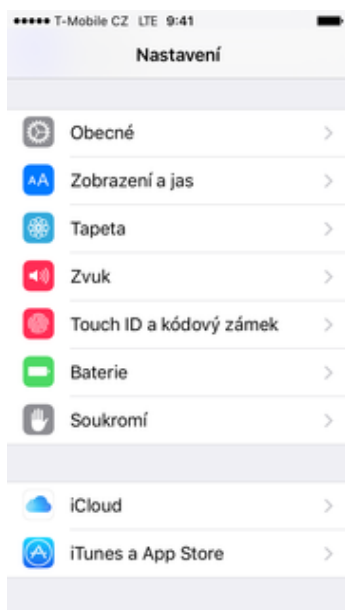 T-Mobile CZ LTE 9:41
Nastavení
Obecné
AA Zobrazení a jas
Tapeta
Zvuk
Touch ID a kódový zámek
Baterie
Soukromí
iCloud
iTunes a App Store